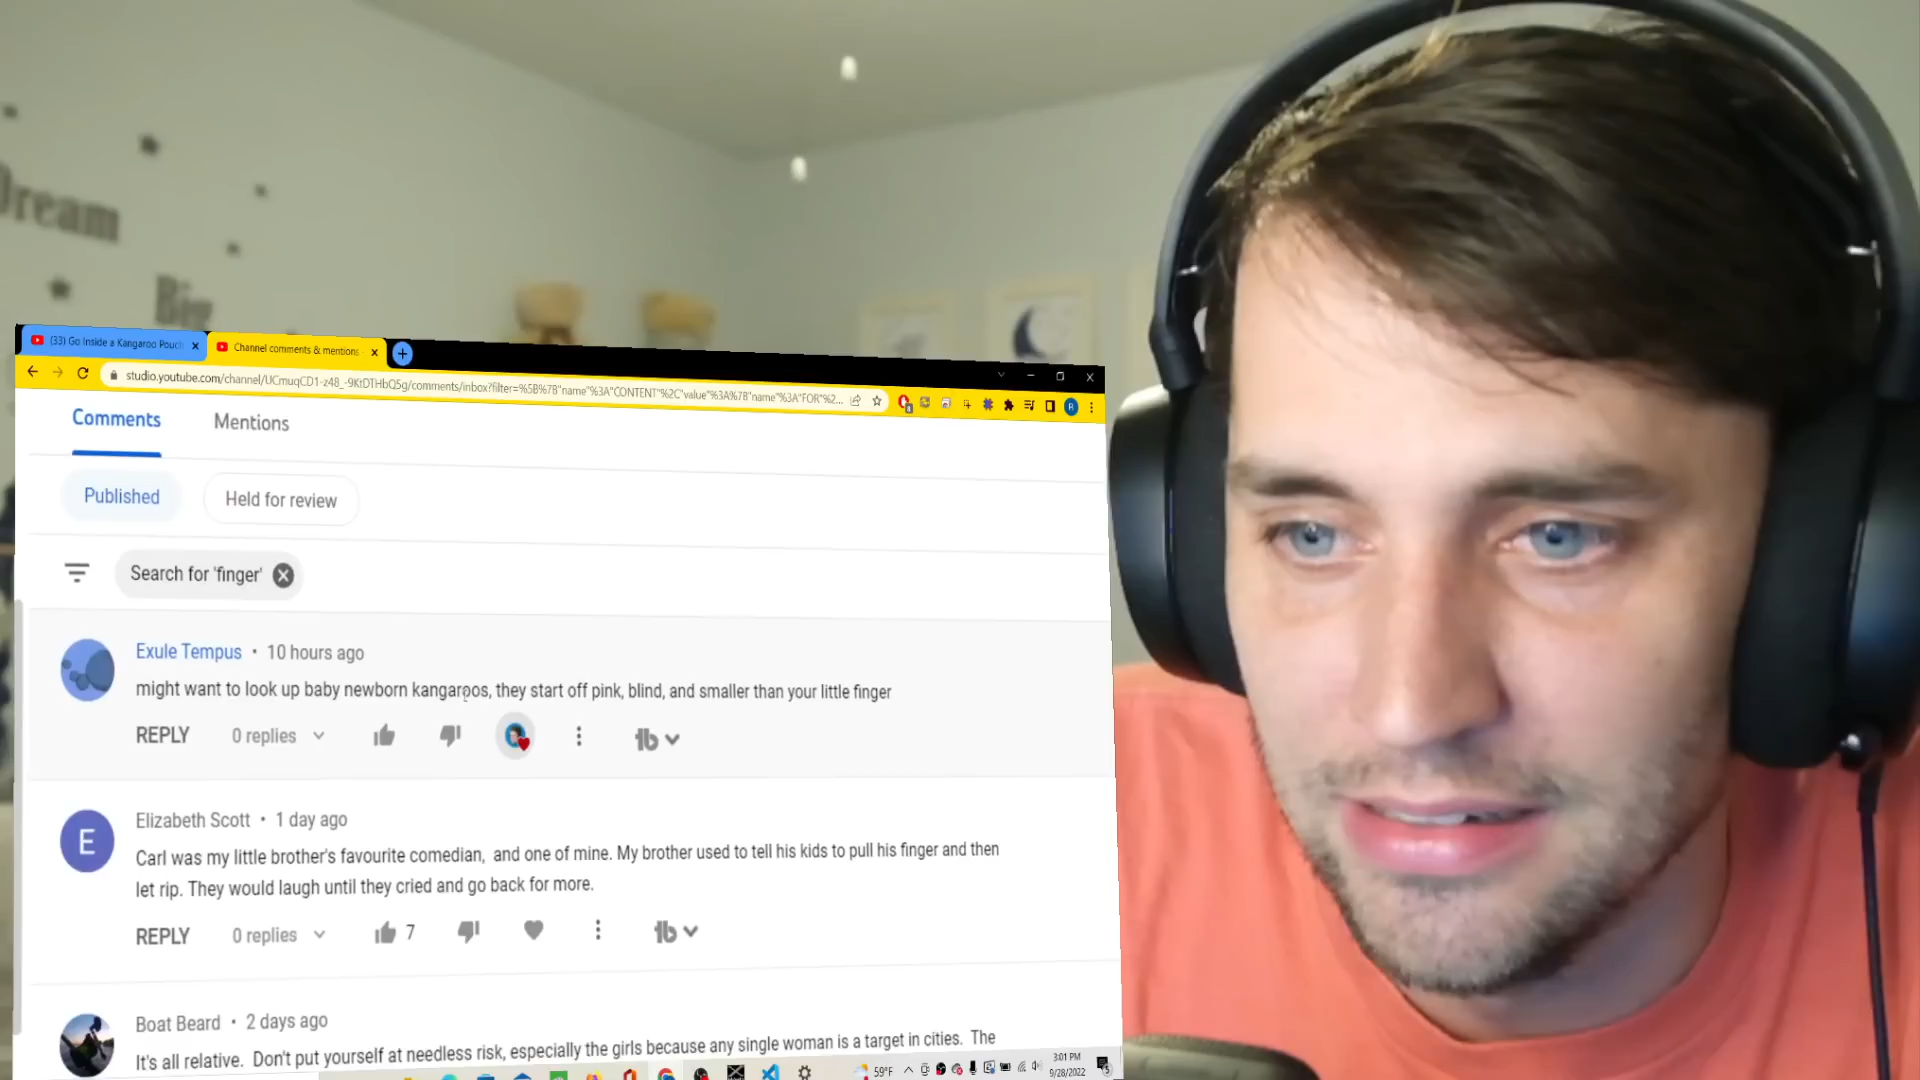 Dream
Big
(33) Go Inside a Kangaroo Pouch
Channel comments & mentions
Comments
Mentions
Published
Held for review
Search for 'finger'
Exule Tempus • 10 hours ago
might want to look up baby newborn kangaroos, they start off pink, blind, and smaller than your little finger
REPLY
0 replies
Elizabeth Scott • 1 day ago
E
Carl was my little brother's favourite comedian, and one of mine. My brother used to tell his kids to pull his finger and then
let rip. They would laugh until they cried and go back for more.
REPLY
0 replies
7
Boat Beard • 2 days ago
It's all relative. Don't put yourself at needless risk, especially the girls because any single woman is a target in cities. The
59°F
3:01 PM
9/28/2022